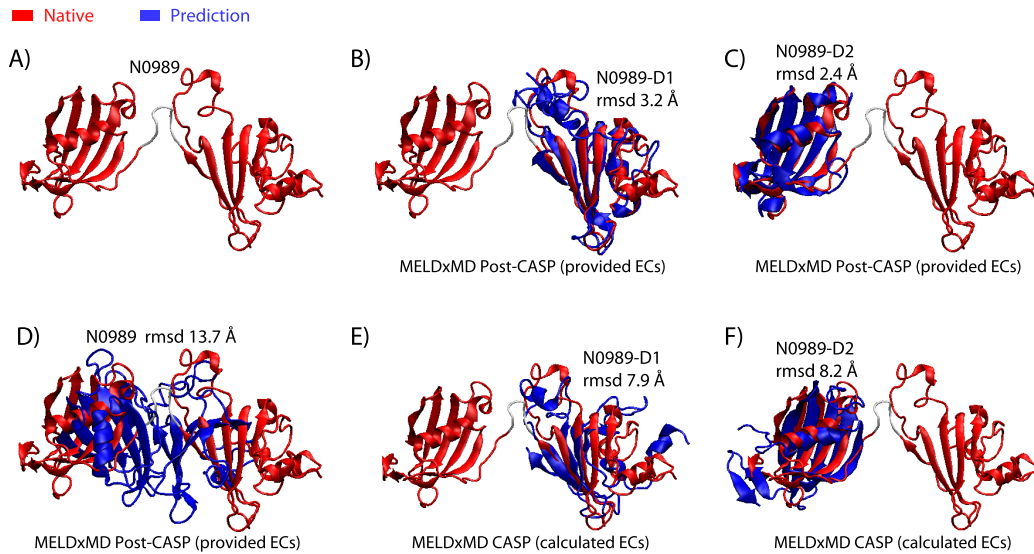 Native
Prediction
A)
N0989
B)
N0989-D1
rmsd 3.2 Å
MELDxMD Post-CASP (provided ECs)
C)
N0989-D2
rmsd 2.4 Å
MELDxMD Post-CASP (provided ECs)
D)
N0989 rmsd 13.7 Å
MELDxMD Post-CASP (provided ECs)
E)
N0989-D1
rmsd 7.9 Å
MELDxMD CASP (calculated ECs)
F)
N0989-D2
rmsd 8.2 Å
MELDxMD CASP (calculated ECs)